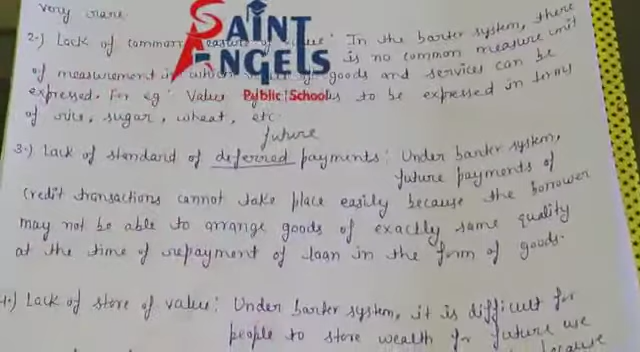 very rare.
SAINT ANGELS
Public School
2.) Lack of common measure of value: In the barter system, there
is no common measure unit
of measurement in which value of goods and services can be
expressed. For eg: Value is to be expressed in terms
of rice, sugar, wheat, etc.
future
3.) Lack of standard of deferred payments: Under barter system,
future payments of
credit transactions cannot take place easily because the borrower
may not be able to arrange goods of exactly same quality
at the time of repayment of loan in the form of goods.
4.) Lack of store of value: Under barter system, it is difficult for
people to store wealth for future use
because